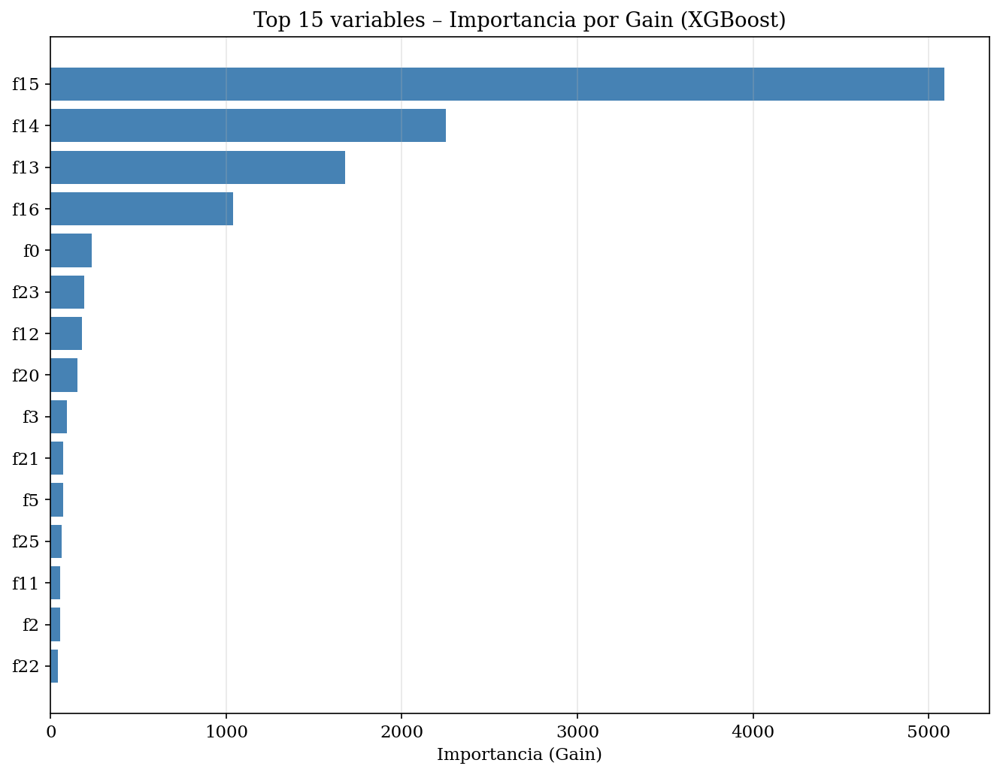 Top 15 variables – Importancia por Gain (XGBoost)
f15
f14
f13
f16
f0
f23
f12
f20
f3
f21
f5
f25
f11
f2
f22
0 1000 2000 3000 4000 5000
Importancia (Gain)